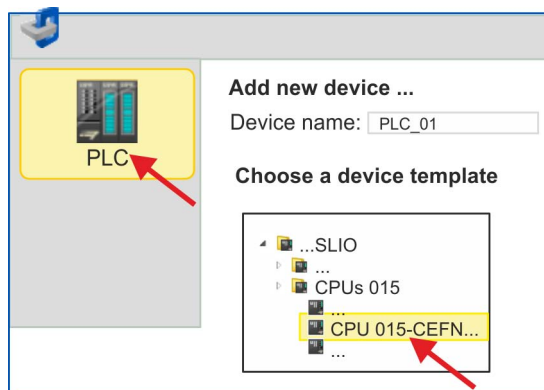 PLC
Add new device ...
Device name: PLC_01
Choose a device template
...SLIO
...
CPUs 015
...
CPU 015-CEFN...
...